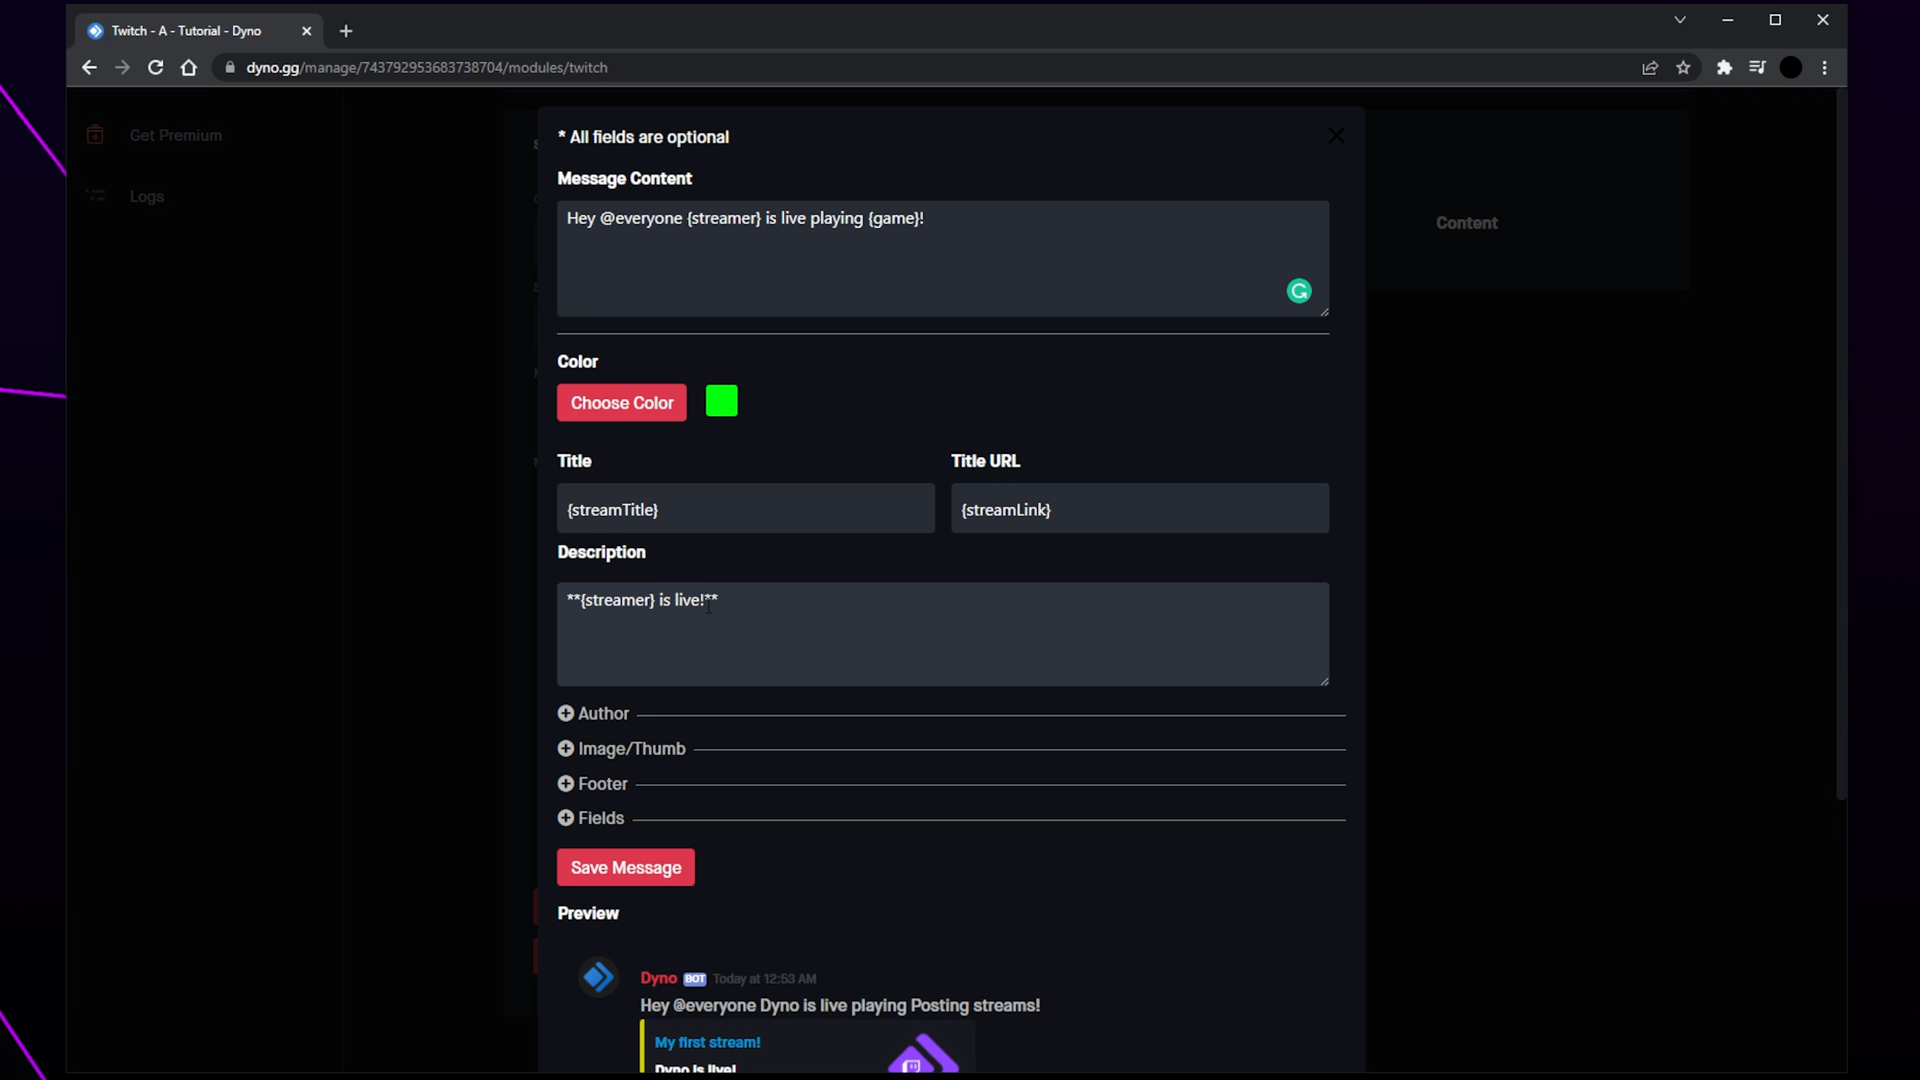 Twitch - A - Tutorial - Dyno
dyno.gg/manage/743792953683738704/modules/twitch
Get Premium
Logs
* All fields are optional
Message Content
Hey @everyone {streamer} is live playing {game}!
Content
Color
Choose Color
Title
Title URL
{streamTitle}
{streamLink}
Description
**{streamer} is live!**
Author
Image/Thumb
Footer
Fields
Save Message
Preview
Dyno BOT Today at 12:53 AM
Hey @everyone Dyno is live playing Posting streams!
My first stream!
Dyno is live!